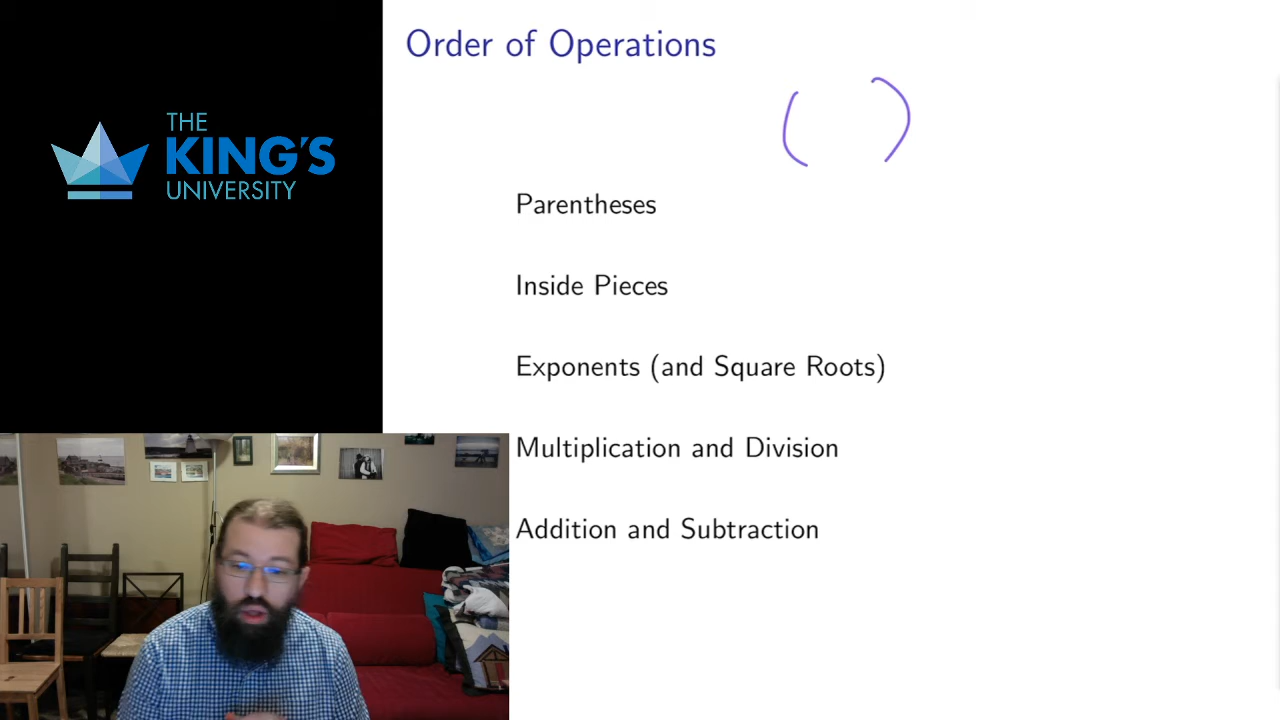 THE
KING'S
UNIVERSITY
Order of Operations
( )
Parentheses
Inside Pieces
Exponents (and Square Roots)
Multiplication and Division
Addition and Subtraction